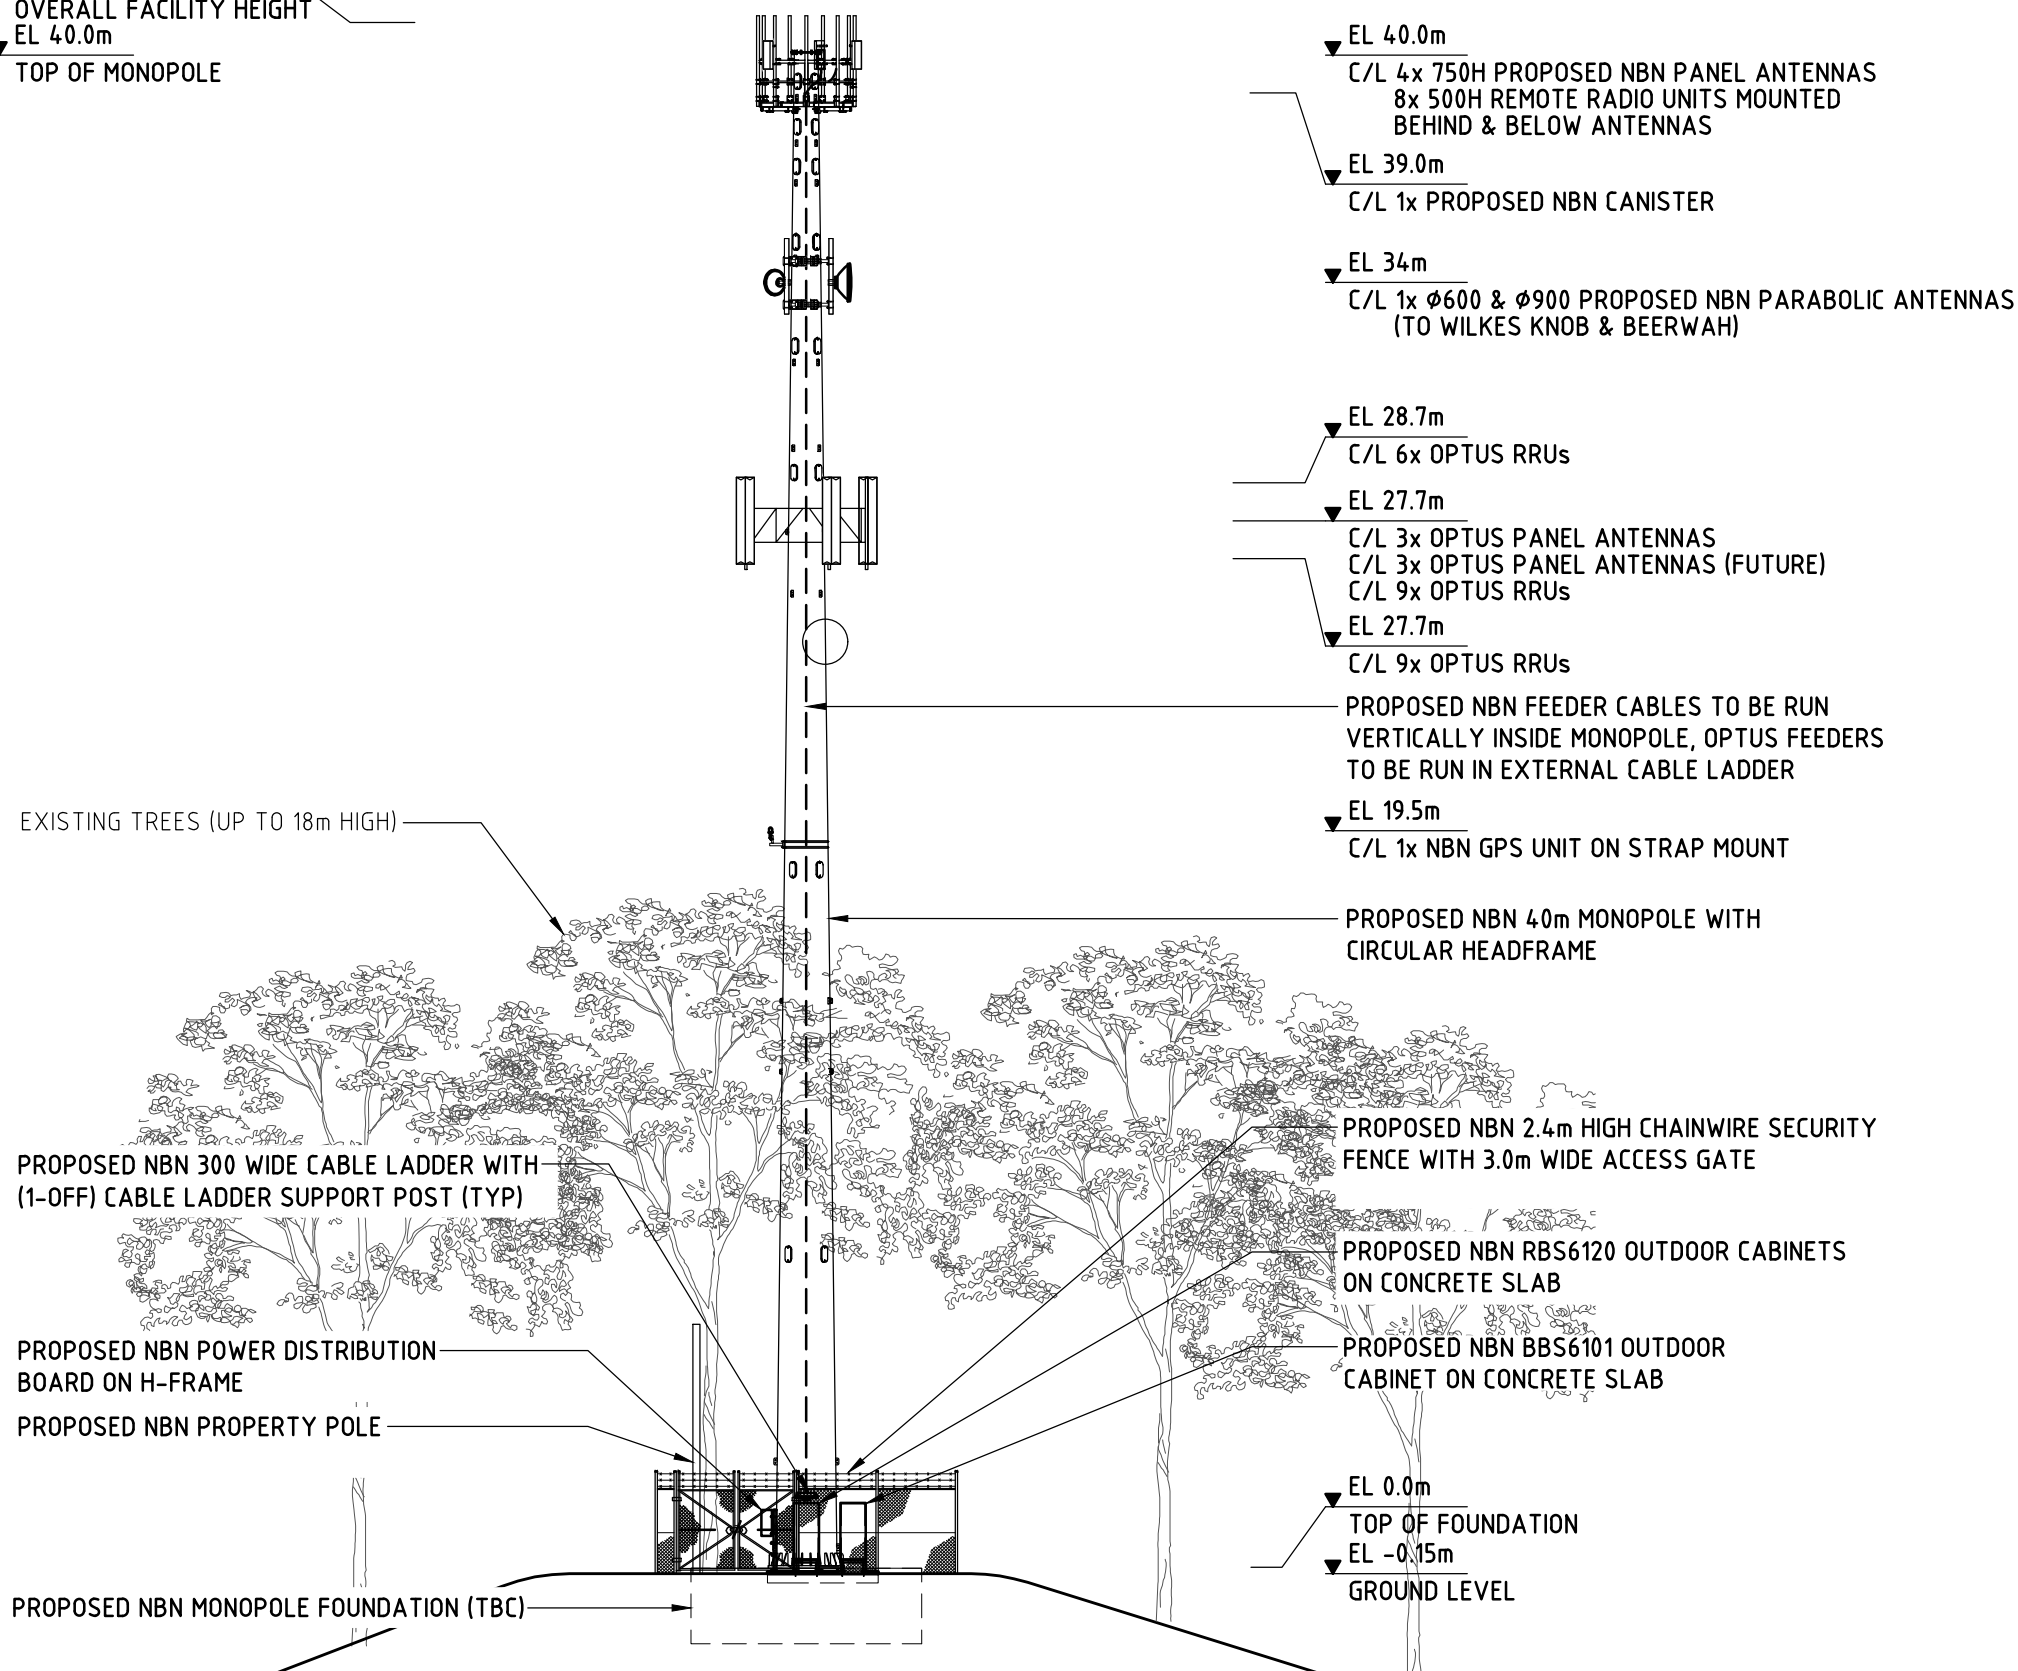 OVERALL FACILITY HEIGHT
EL 40.0m
TOP OF MONOPOLE
EL 40.0m
C/L 4x 750H PROPOSED NBN PANEL ANTENNAS
8x 500H REMOTE RADIO UNITS MOUNTED
BEHIND & BELOW ANTENNAS
EL 39.0m
C/L 1x PROPOSED NBN CANISTER
EL 34m
C/L 1x Ø600 & Ø900 PROPOSED NBN PARABOLIC ANTENNAS
(TO WILKES KNOB & BEERWAH)
EL 28.7m
C/L 6x OPTUS RRUs
EL 27.7m
C/L 3x OPTUS PANEL ANTENNAS
C/L 3x OPTUS PANEL ANTENNAS (FUTURE)
C/L 9x OPTUS RRUs
EL 27.7m
C/L 9x OPTUS RRUs
PROPOSED NBN FEEDER CABLES TO BE RUN
VERTICALLY INSIDE MONOPOLE, OPTUS FEEDERS
TO BE RUN IN EXTERNAL CABLE LADDER
EL 19.5m
C/L 1x NBN GPS UNIT ON STRAP MOUNT
EXISTING TREES (UP TO 18m HIGH)
PROPOSED NBN 40m MONOPOLE WITH
CIRCULAR HEADFRAME
PROPOSED NBN 2.4m HIGH CHAINWIRE SECURITY
FENCE WITH 3.0m WIDE ACCESS GATE
PROPOSED NBN 300 WIDE CABLE LADDER WITH
(1-OFF) CABLE LADDER SUPPORT POST (TYP)
PROPOSED NBN RBS6120 OUTDOOR CABINETS
ON CONCRETE SLAB
PROPOSED NBN POWER DISTRIBUTION
BOARD ON H-FRAME
PROPOSED NBN BBS6101 OUTDOOR
CABINET ON CONCRETE SLAB
PROPOSED NBN PROPERTY POLE
EL 0.0m
TOP OF FOUNDATION
EL -0.15m
GROUND LEVEL
PROPOSED NBN MONOPOLE FOUNDATION (TBC)